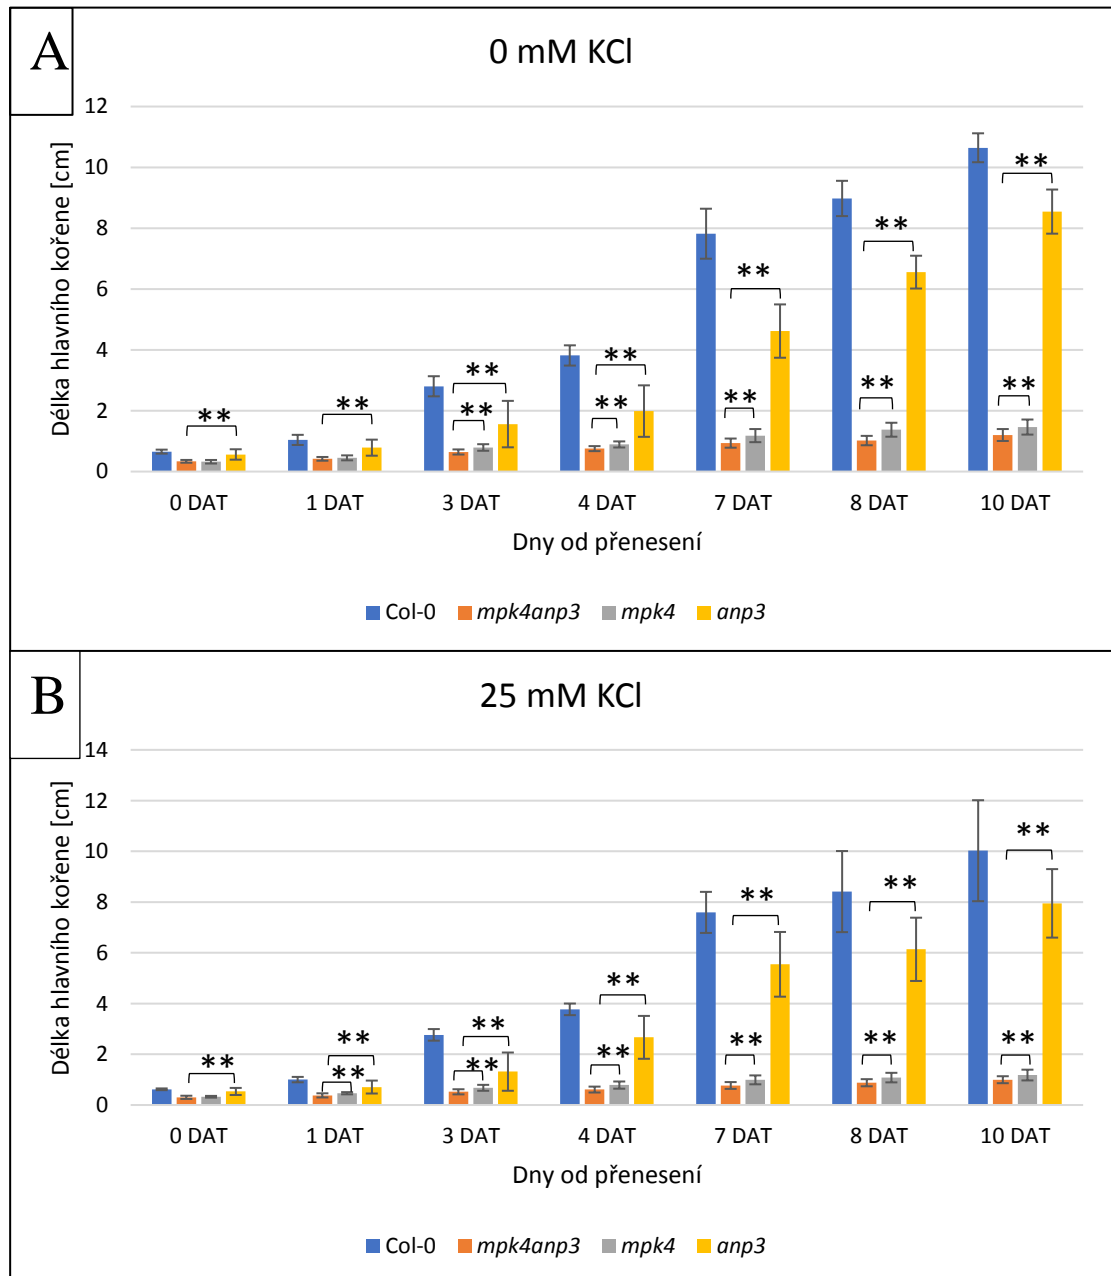 A
0 mM KCl
Délka hlavního kořene [cm]
12
10
8
6
4
2
0
**
**
**
**
**
**
**
**
**
**
**
**
0 DAT
1 DAT
3 DAT
4 DAT
7 DAT
8 DAT
10 DAT
Dny od přenesení
Col-0
mpk4anp3
mpk4
anp3
B
25 mM KCl
Délka hlavního kořene [cm]
14
12
10
8
6
4
2
0
**
**
**
**
**
**
**
**
**
**
**
**
**
0 DAT
1 DAT
3 DAT
4 DAT
7 DAT
8 DAT
10 DAT
Dny od přenesení
Col-0
mpk4anp3
mpk4
anp3